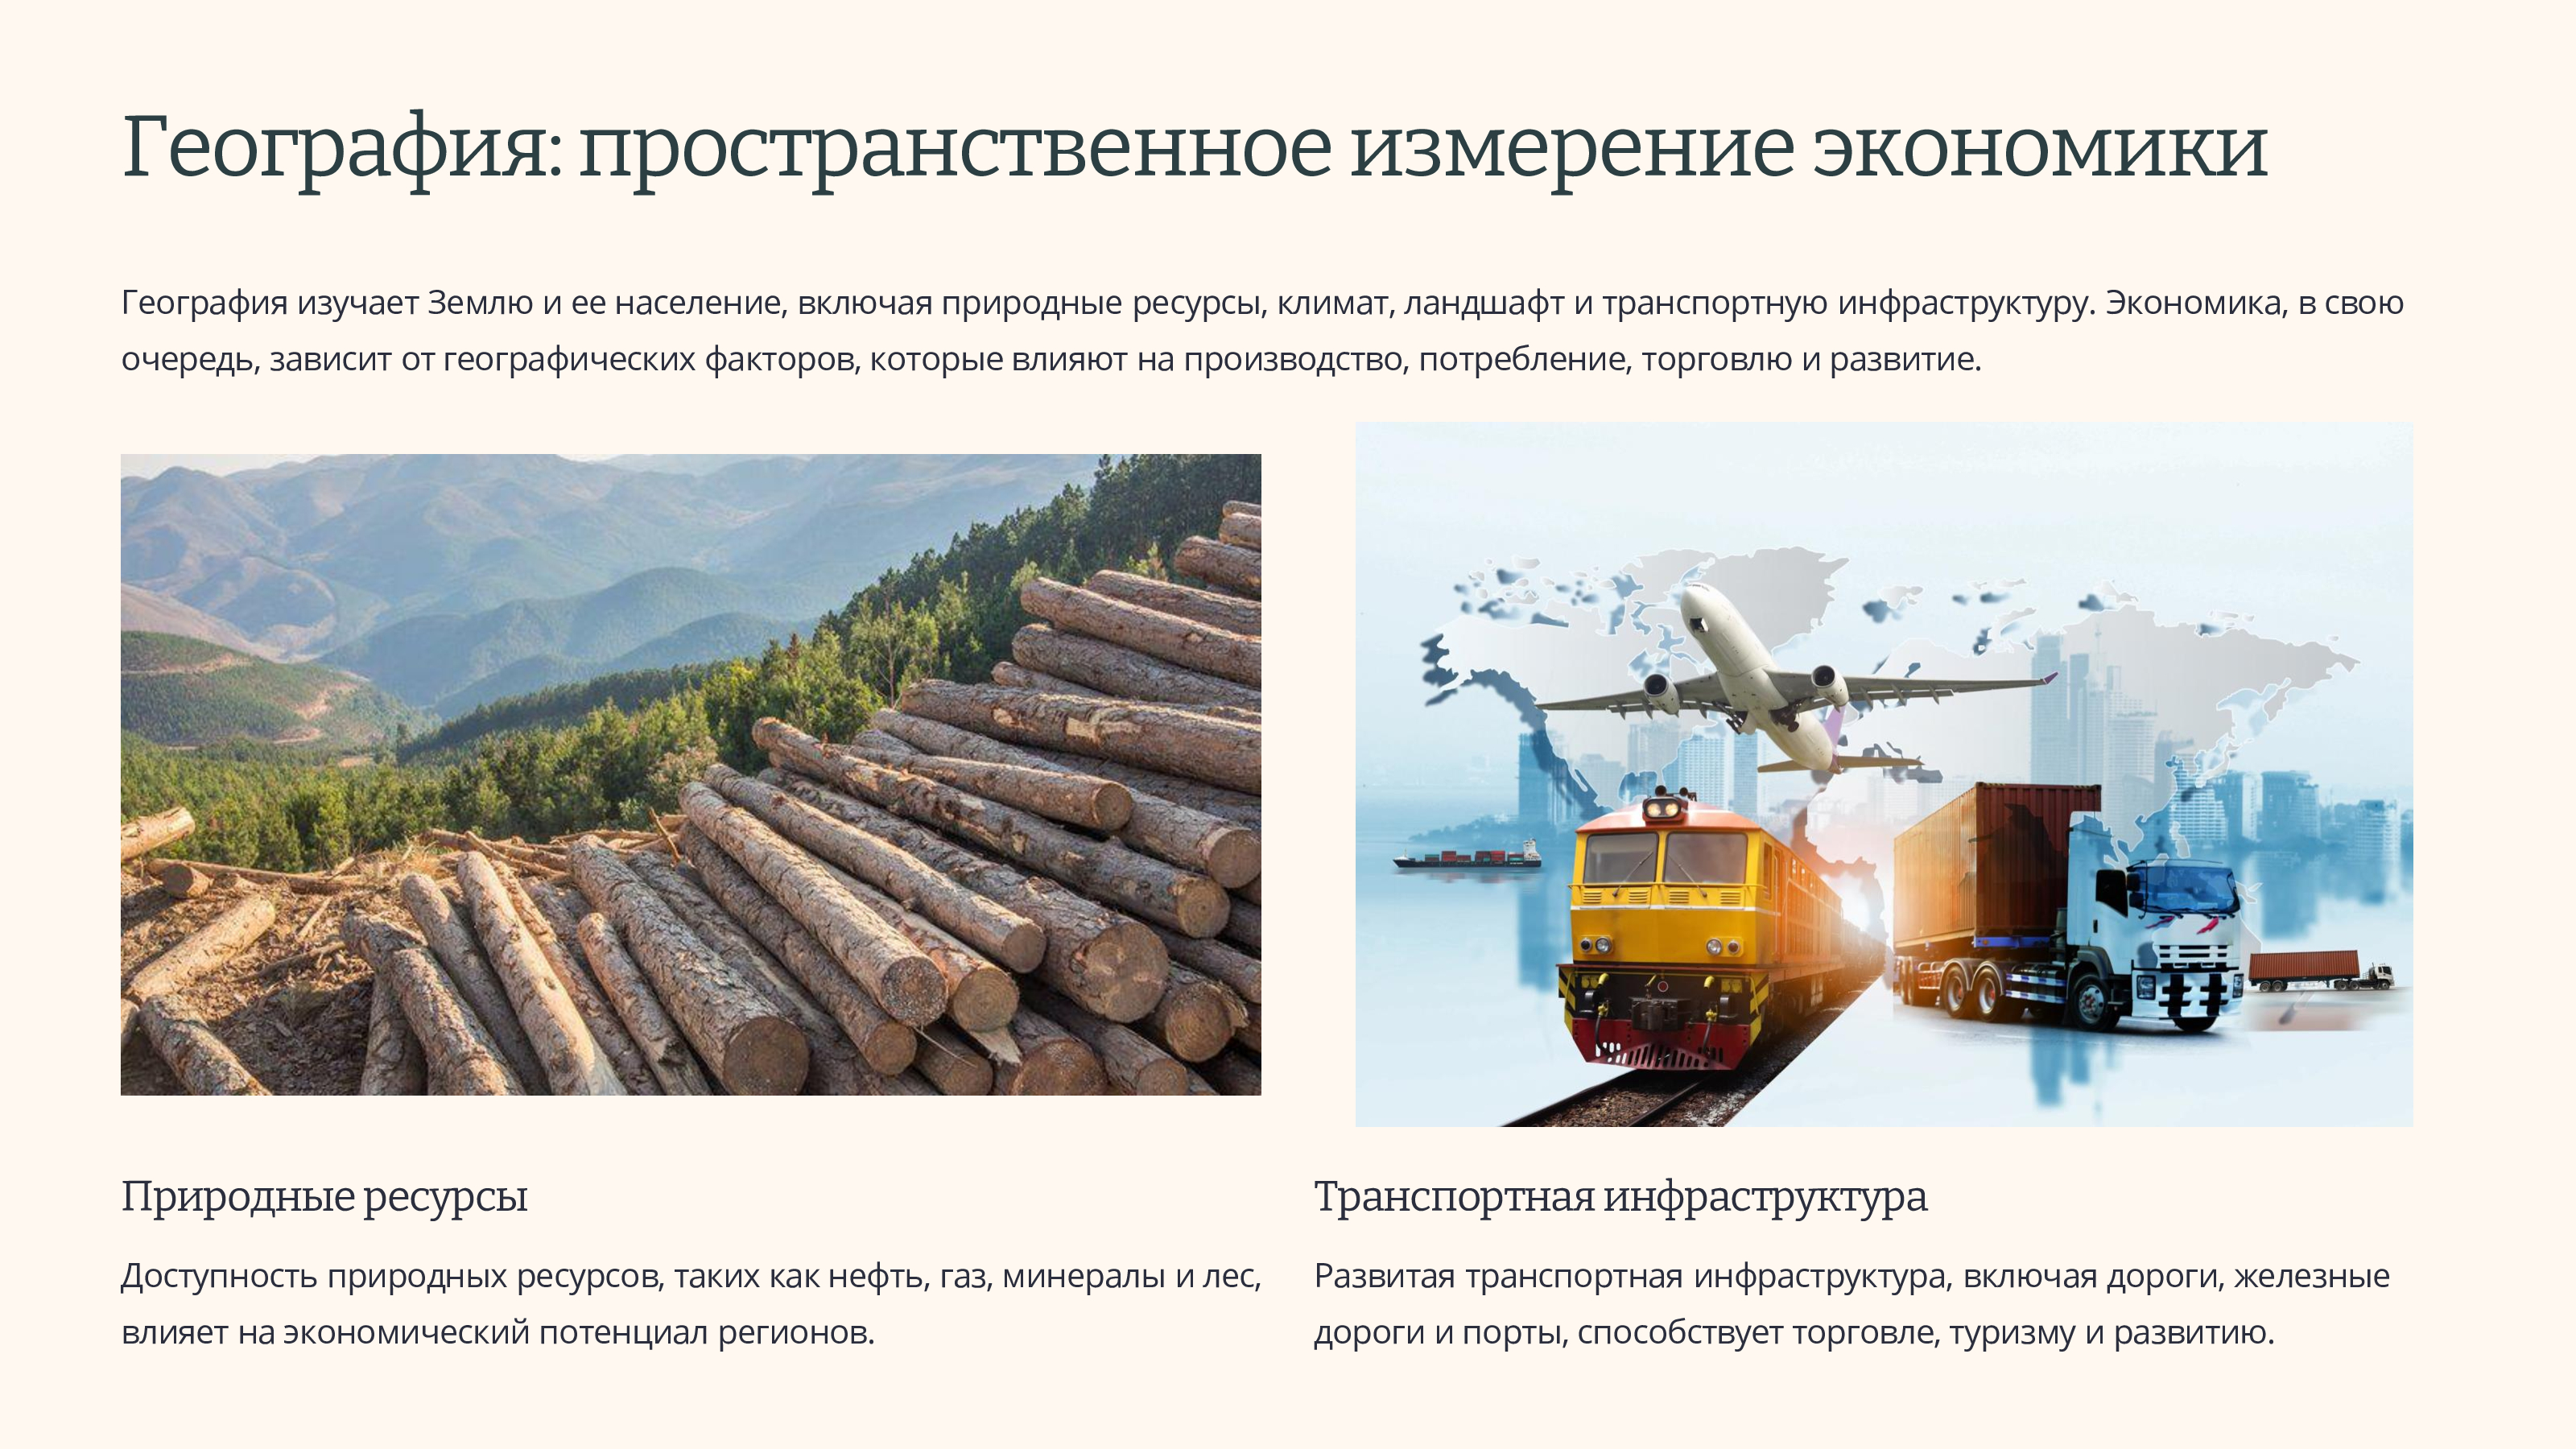 География: пространственное измерение экономики
География изучает Землю и ее население, включая природные ресурсы, климат, ландшафт и транспортную инфраструктуру. Экономика, в свою
очередь, зависит от географических факторов, которые влияют на производство, потребление, торговлю и развитие.
Природные ресурсы
Доступность природных ресурсов, таких как нефть, газ, минералы и лес,
влияет на экономический потенциал регионов.
Транспортная инфраструктура
Развитая транспортная инфраструктура, включая дороги, железные
дороги и порты, способствует торговле, туризму и развитию.